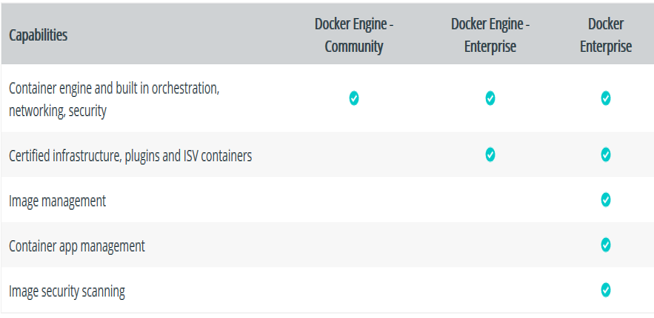 Capabilities
Docker Engine -
Community
Docker Engine -
Enterprise
Docker
Enterprise
Container engine and built in orchestration,
networking, security
Certified infrastructure, plugins and ISV containers
Image management
Container app management
Image security scanning